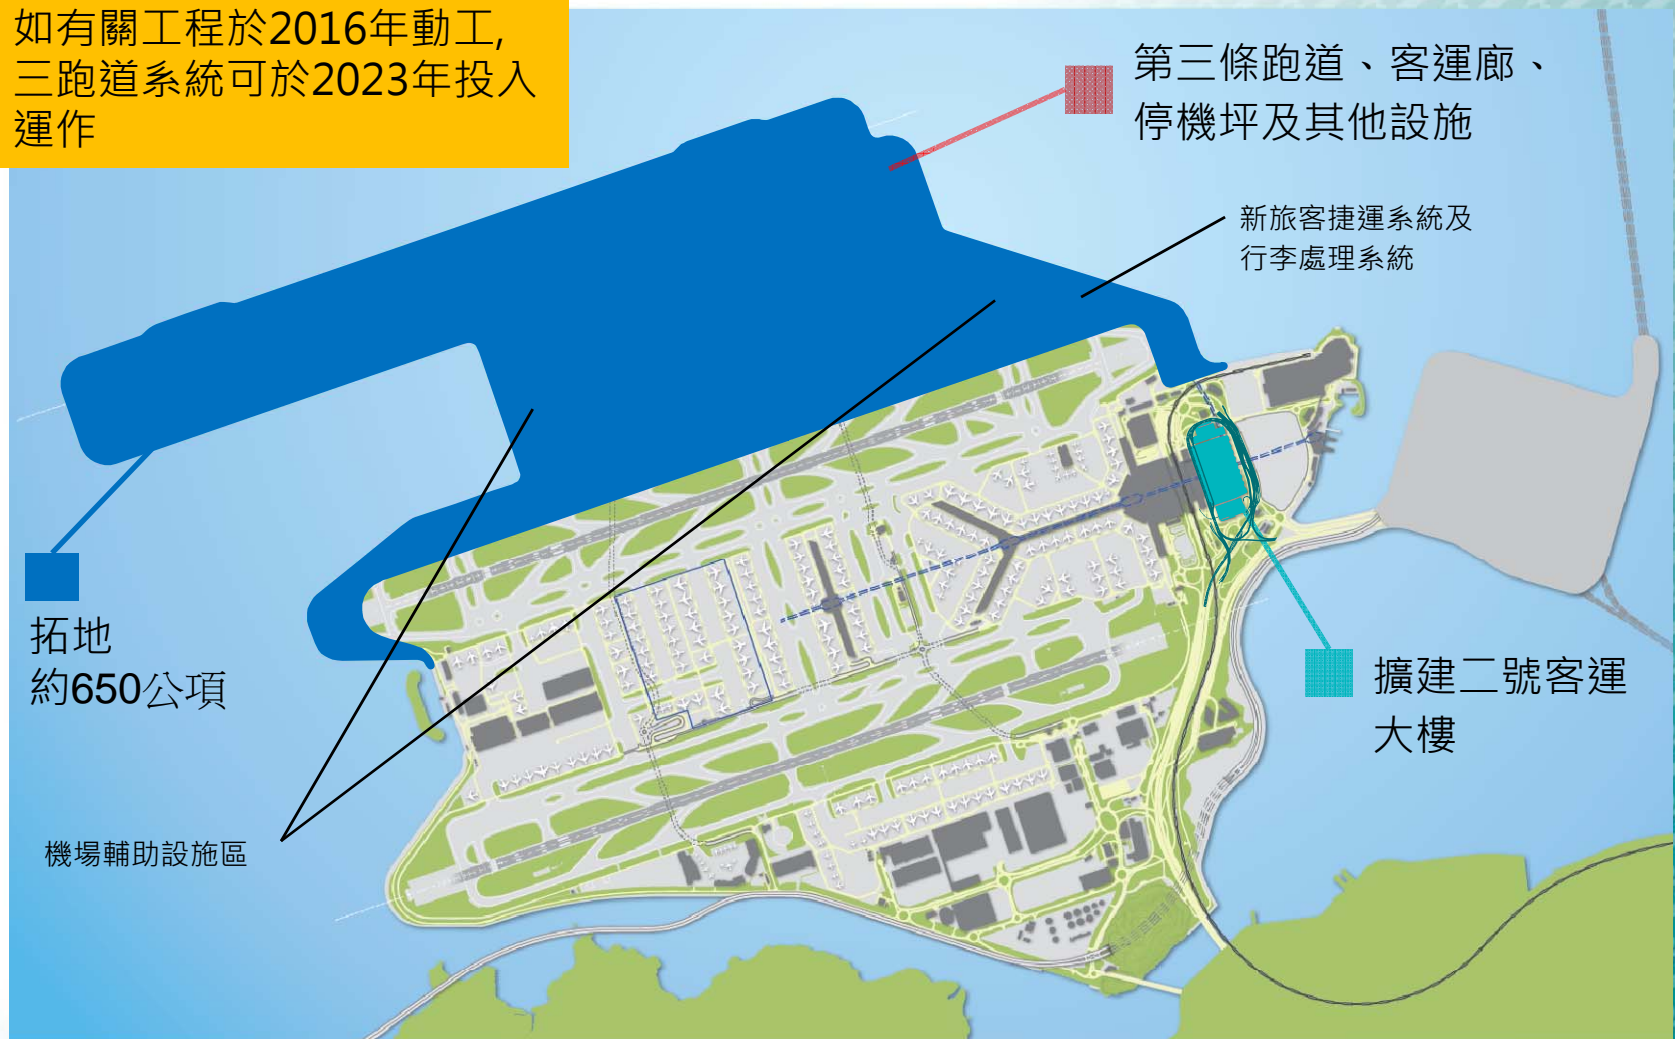 如有關工程於2016年動工,
三跑道系統可於2023年投入
運作
第三條跑道、客運廊、
停機坪及其他設施
新旅客捷運系統及
行李處理系統
拓地
約650公項
擴建二號客運
大樓
機場輔助設施區